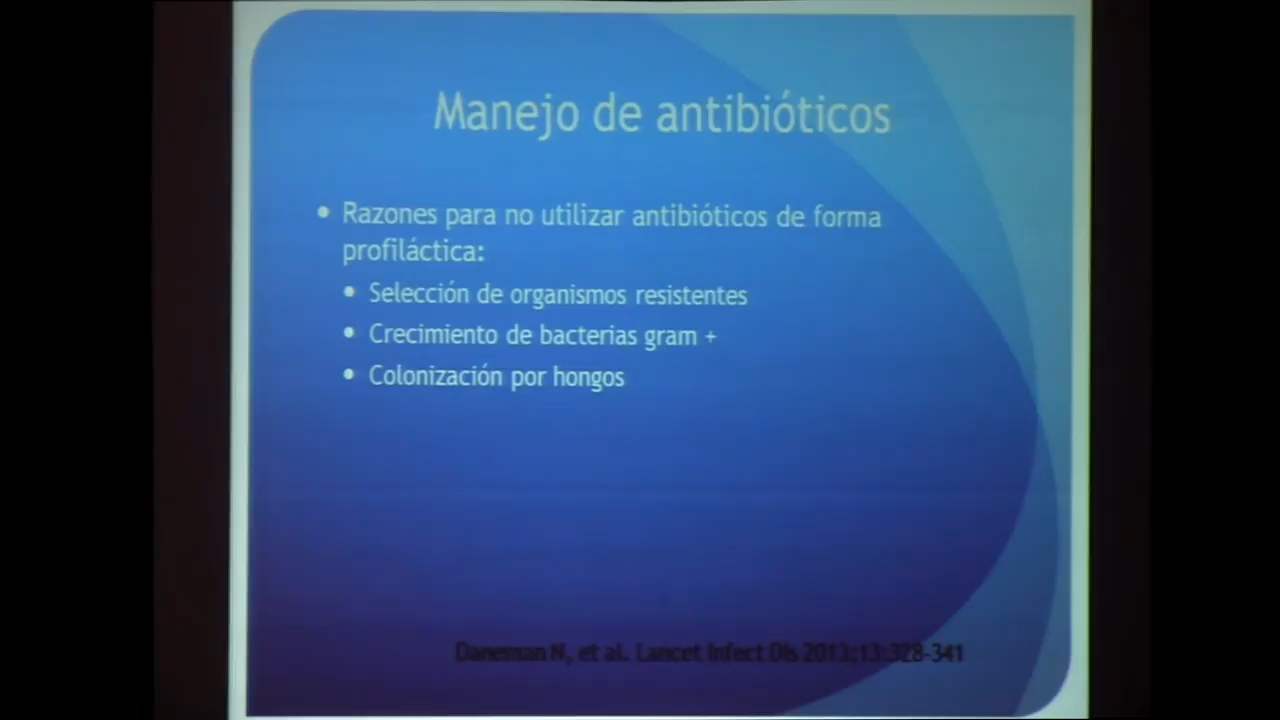 Manejo de antibióticos
• Razones para no utilizar antibióticos de forma
profiláctica:
• Selección de organismos resistentes
• Crecimiento de bacterias gram +
• Colonización por hongos
Daneman N, et al. Lancet Infect Dis 2013;13:328-341